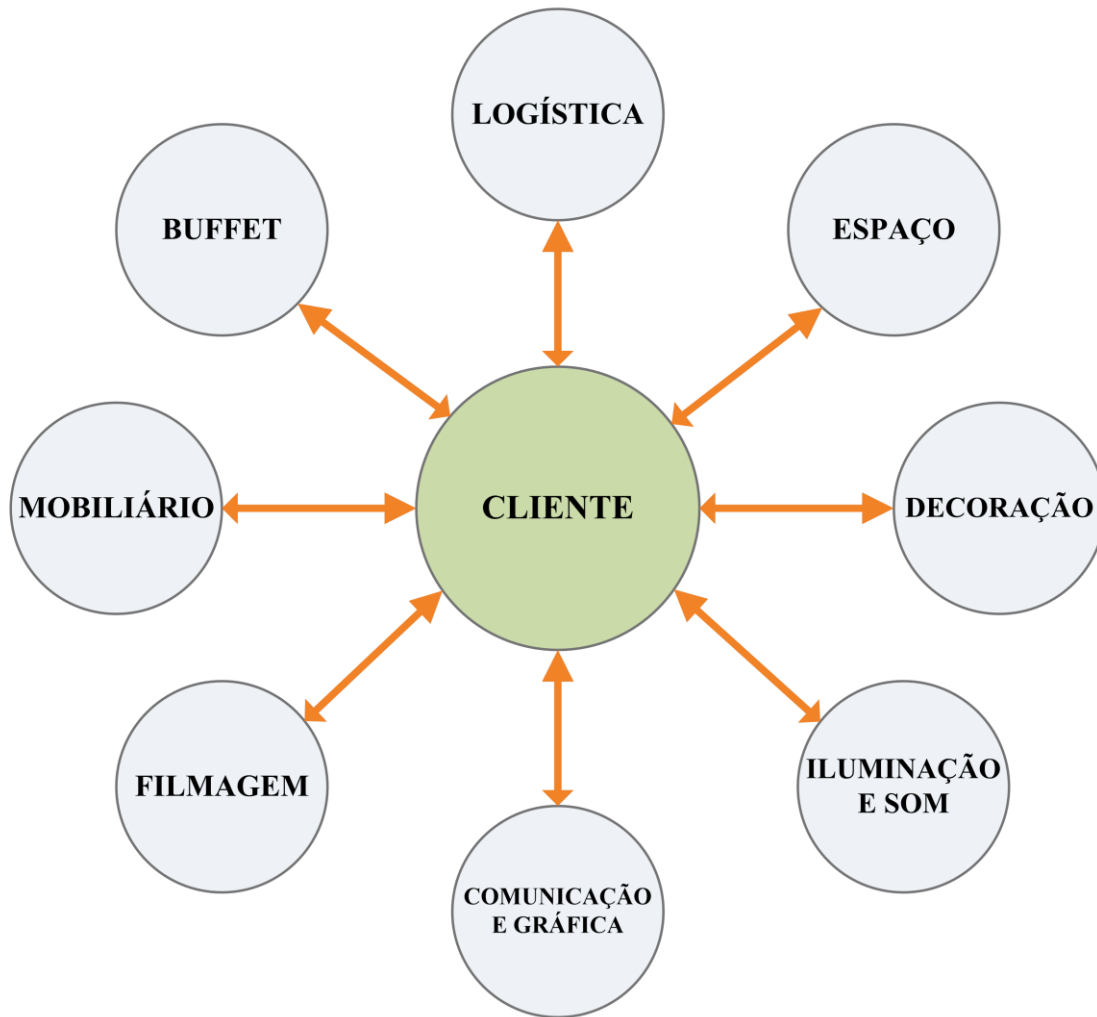 LOGÍSTICA
BUFFET
ESPAÇO
MOBILIÁRIO
CLIENTE
DECORAÇÃO
FILMAGEM
ILUMINAÇÃO
E SOM
COMUNICAÇÃO
E GRÁFICA